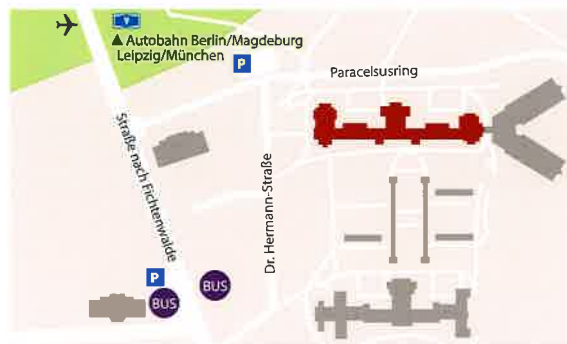 ▲ Autobahn Berlin/Magdeburg
Leipzig/München
P
Paracelsusring
Straße nach Fichtenwalde
Dr. Hermann-Straße
P
BUS
BUS